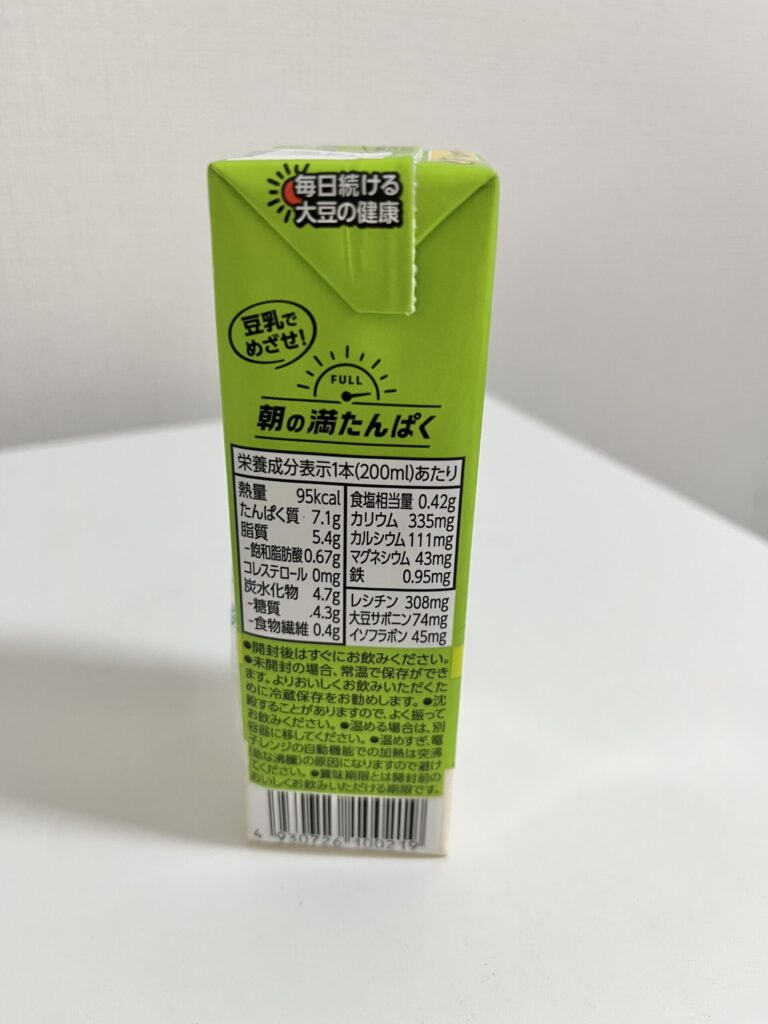 毎日続ける
大豆の健康
豆乳で
めざせ!
FULL
朝の満たんぱく
栄養成分表示1本(200ml)あたり
熱量 95kcal
たんぱく質 7.1g
脂質 5.4g
-飽和脂肪酸 0.67g
コレステロール 0mg
炭水化物 4.7g
-糖質 4.3g
-食物繊維 0.4g
食塩相当量 0.42g
カリウム 335mg
カルシウム 111mg
マグネシウム 43mg
鉄 0.95mg
レシチン 308mg
大豆サポニン 74mg
イソフラボン 45mg
●開封後はすぐにお飲みください。
●未開封の場合、常温で保存ができ
ます。よりおいしくお飲みいただくた
めに冷蔵保存をお勧めします。●沈
殿することがありますので、よく振って
お飲みください。●温める場合は、別
容器に移してください。●温めすぎ、電
子レンジの自動機能での加熱は突沸
(急な沸騰)の原因になりますので避け
てください。●賞味期限とは開封前の
おいしくお飲みいただける期限です。
4 930726 100219